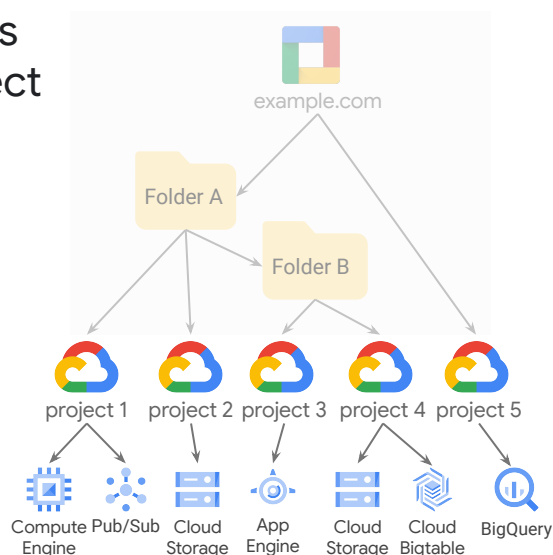 s
ect
example.com
Folder A
Folder B
project 1 project 2 project 3 project 4 project 5
Compute Pub/Sub Cloud App Cloud Cloud BigQuery
Engine Storage Engine Storage Bigtable